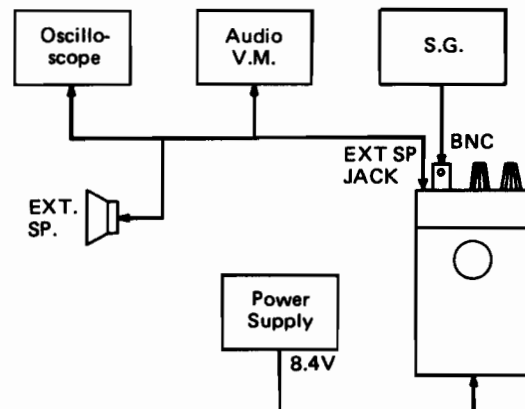 Oscillo-
scope
Audio
V.M.
S.G.
BNC
EXT SP
JACK
EXT.
SP.
Power
Supply
8.4V